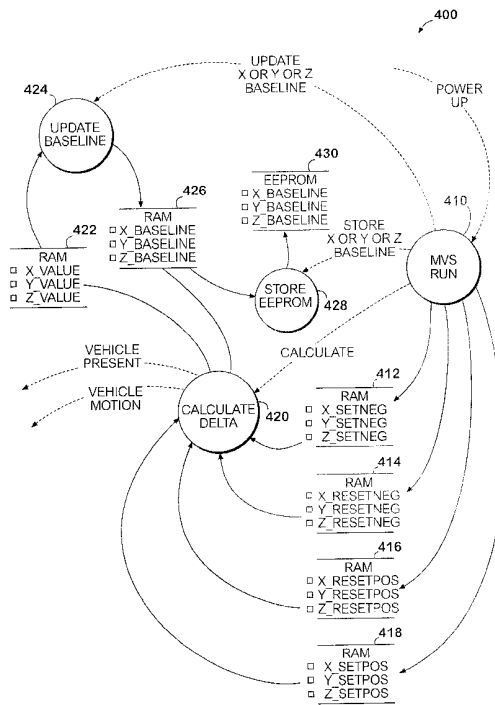 400
UPDATE
X OR Y OR Z
BASELINE
POWER
UP
424
UPDATE
BASELINE
430
EEPROM
□ X_BASELINE
□ Y_BASELINE
□ Z_BASELINE
426
RAM
□ X_BASELINE
□ Y_BASELINE
□ Z_BASELINE
410
MVS
RUN
422
RAM
□ X_VALUE
□ Y_VALUE
□ Z_VALUE
STORE
X OR Y OR Z
BASELINE
STORE
EEPROM
428
VEHICLE
PRESENT
CALCULATE
VEHICLE
MOTION
CALCULATE
DELTA
420
412
RAM
□ X_SETNEG
□ Y_SETNEG
□ Z_SETNEG
414
RAM
□ X_RESETNEG
□ Y_RESETNEG
□ Z_RESETNEG
416
RAM
□ X_RESETPOS
□ Y_RESETPOS
□ Z_RESETPOS
418
RAM
□ X_SETPOS
□ Y_SETPOS
□ Z_SETPOS